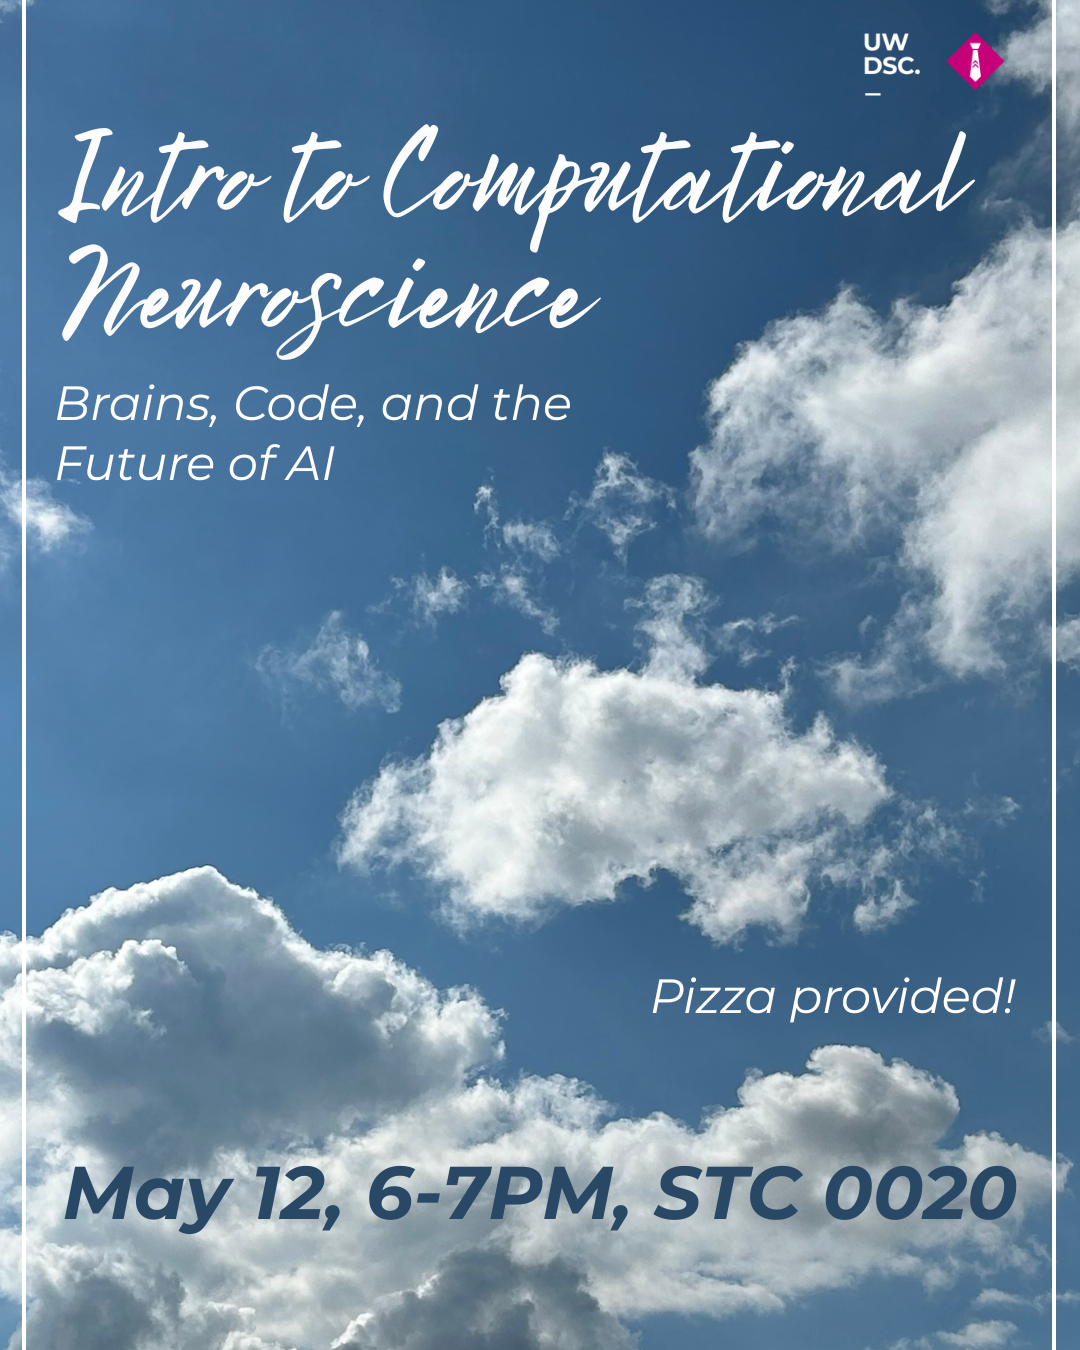 UW
DSC.
Intro to Computational
Neuroscience
Brains, Code, and the
Future of AI
Pizza provided!
May 12, 6-7PM, STC 0020